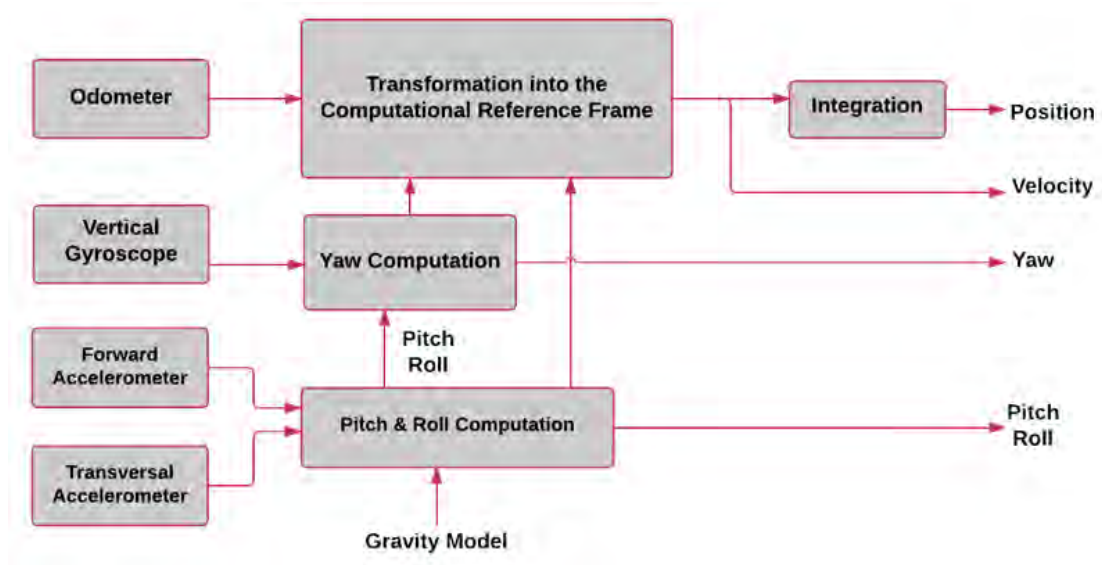 Odometer
Transformation into the
Computational Reference Frame
Integration
Position
Velocity
Vertical
Gyroscope
Yaw Computation
Yaw
Pitch
Roll
Forward
Accelerometer
Pitch & Roll Computation
Pitch
Roll
Transversal
Accelerometer
Gravity Model